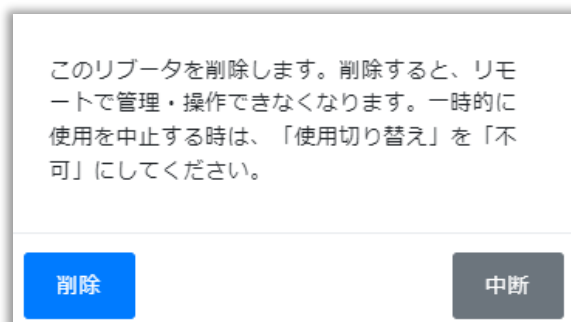 このリブータを削除します。削除すると、リモ
ートで管理・操作できなくなります。一時的に
使用を中止する時は、「使用切り替え」を「不
可」にしてください。
削除
中断